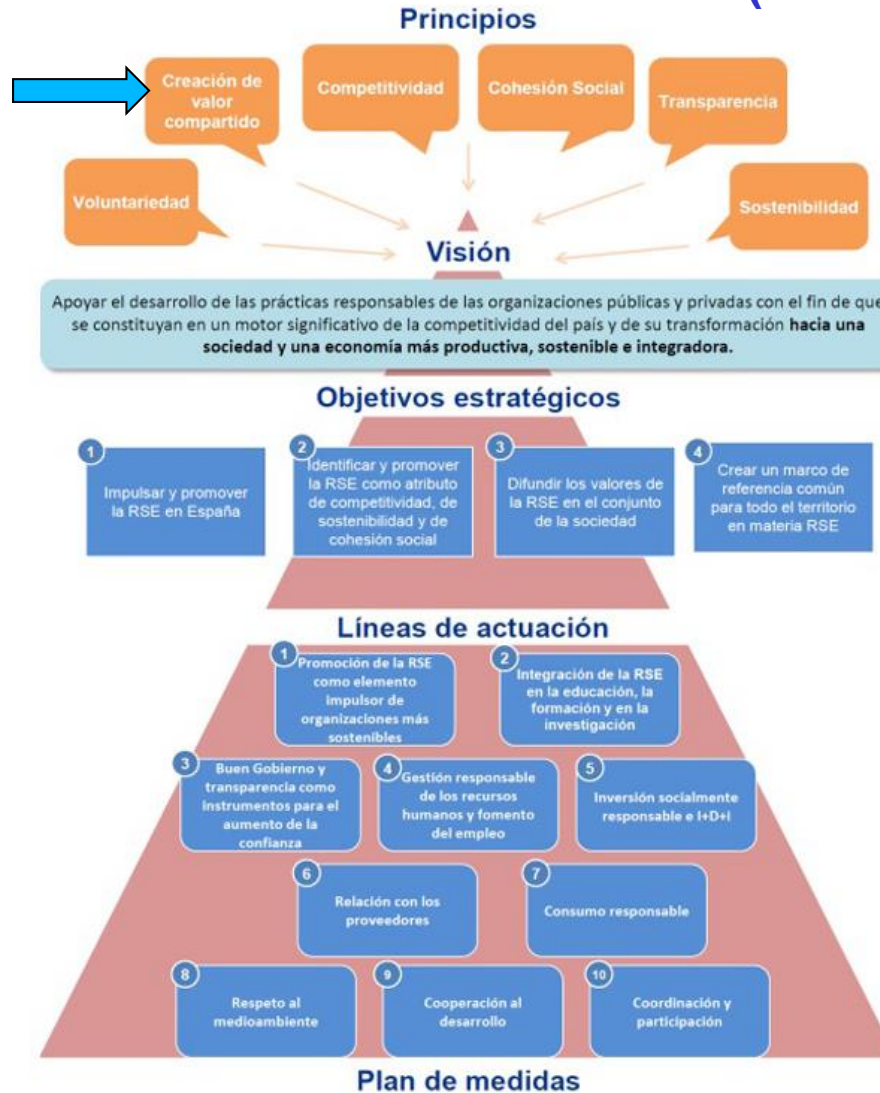 Principios
Creación de
valor
compartido
Competitividad
Cohesión Social
Transparencia
Voluntariedad
Sostenibilidad
Visión
Apoyar el desarrollo de las prácticas responsables de las organizaciones públicas y privadas con el fin de que
se constituyan en un motor significativo de la competitividad del país y de su transformación hacia una
sociedad y una economía más productiva, sostenible e integradora.
Objetivos estratégicos
1
Impulsar y promover
la RSE en España
2
Identificar y promover
la RSE como atributo
de competitividad, de
sostenibilidad y de
cohesión social
3
Difundir los valores de
la RSE en el conjunto
de la sociedad
4
Crear un marco de
referencia común
para todo el territorio
en materia RSE
Líneas de actuación
1
Promoción de la RSE
como elemento
impulsor de
organizaciones más
sostenibles
2
Integración de la RSE
en la educación, la
formación y en la
investigación
3
Buen Gobierno y
transparencia como
instrumentos para el
aumento de la
confianza
4
Gestión responsable
de los recursos
humanos y fomento
del empleo
5
Inversión socialmente
responsable e I+D+i
6
Relación con los
proveedores
7
Consumo responsable
8
Respeto al
medioambiente
9
Cooperación al
desarrollo
10
Coordinación y
participación
Plan de medidas